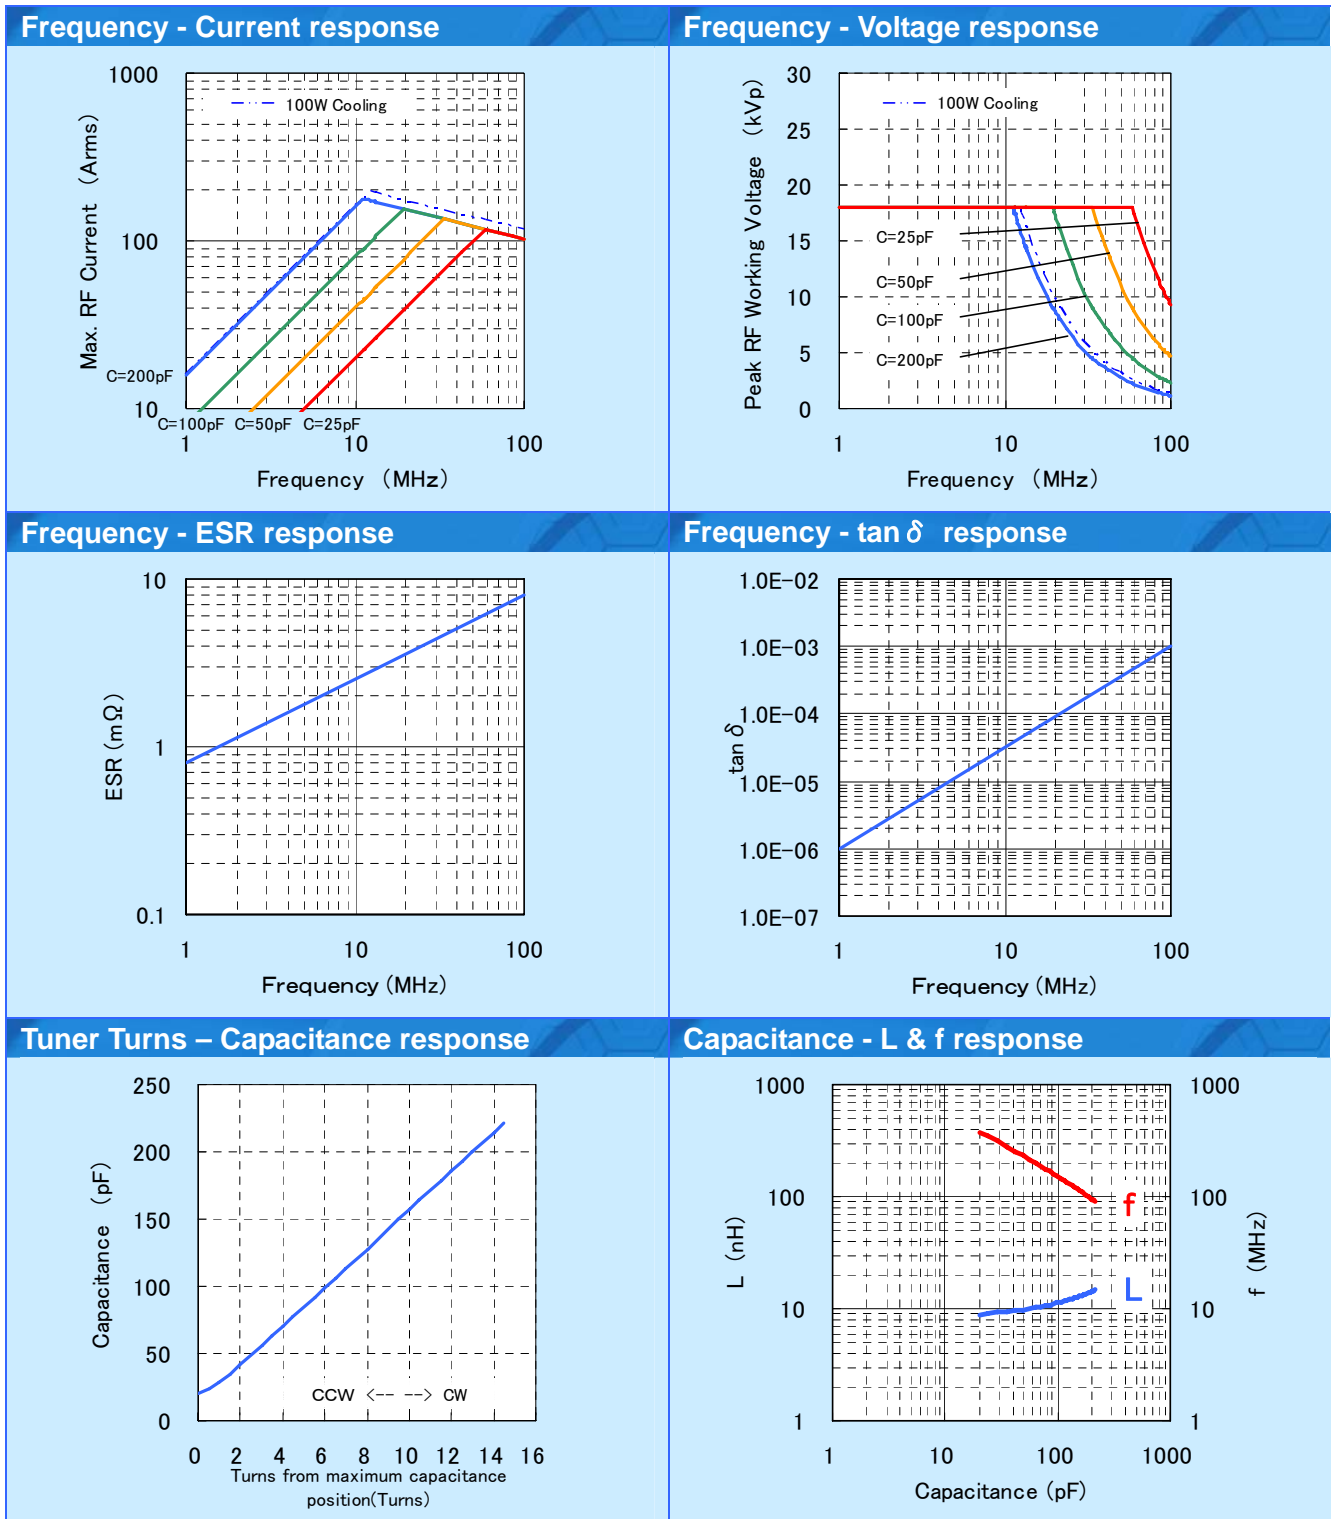 Frequency - Current response
1000
100
10
Max. RF Current (Arms)
100W Cooling
C=200pF
C=100pF C=50pF C=25pF
1 10 100
Frequency (MHz)
Frequency - Voltage response
30
25
20
15
10
5
0
Peak RF Working Voltage (kVp)
100W Cooling
C=25pF
C=50pF
C=100pF
C=200pF
1 10 100
Frequency (MHz)
Frequency - ESR response
10
1
0.1
ESR (mΩ)
1 10 100
Frequency (MHz)
Frequency - tan δ response
1.0E-02
1.0E-03
1.0E-04
1.0E-05
1.0E-06
1.0E-07
tan δ
1 10 100
Frequency (MHz)
Tuner Turns – Capacitance response
250
200
150
100
50
0
Capacitance (pF)
CCW <-- --> CW
0 2 4 6 8 10 12 14 16
Turns from maximum capacitance
position(Turns)
Capacitance - L & f response
1000
100
10
1
L (nH)
f
L
1000
100
10
1
f (MHz)
1 10 100 1000
Capacitance (pF)